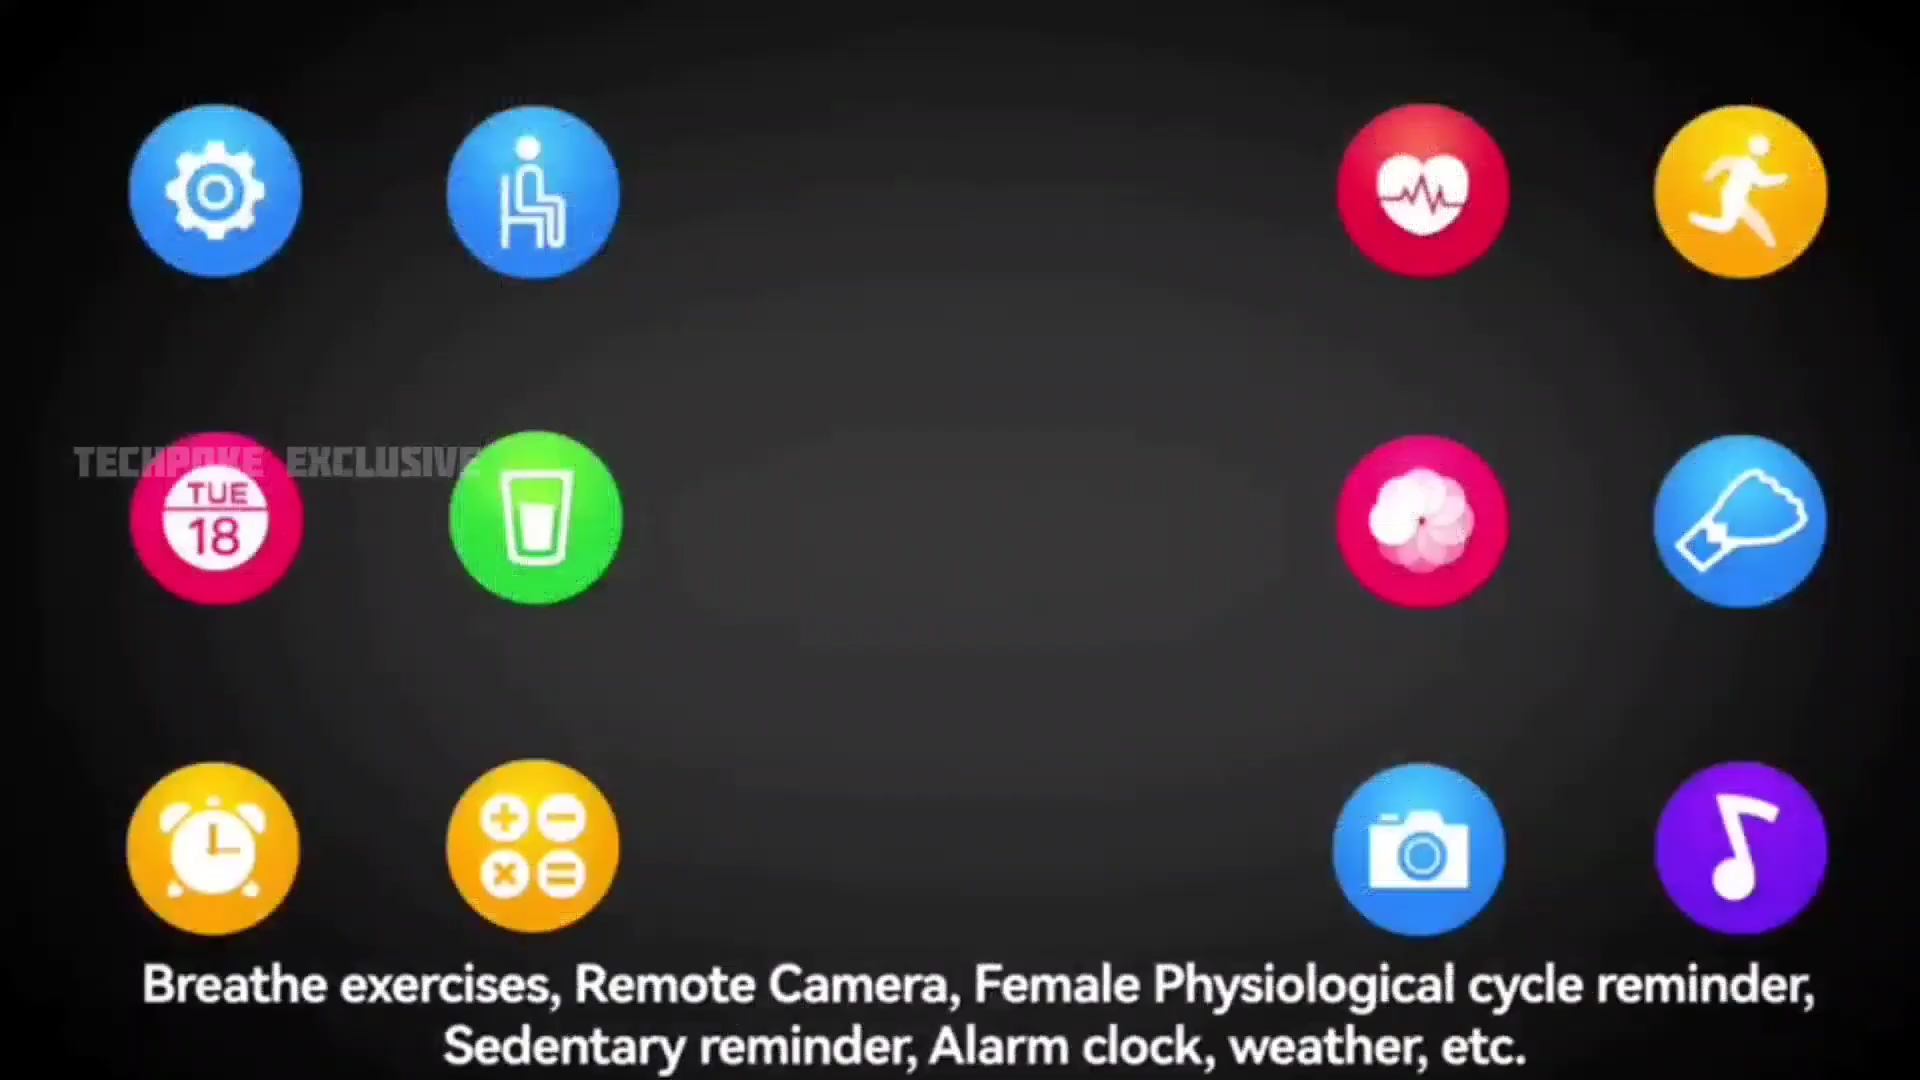 TECHPOKE EXCLUSIVE
TUE
18
Breathe exercises, Remote Camera, Female Physiological cycle reminder,
Sedentary reminder, Alarm clock, weather, etc.